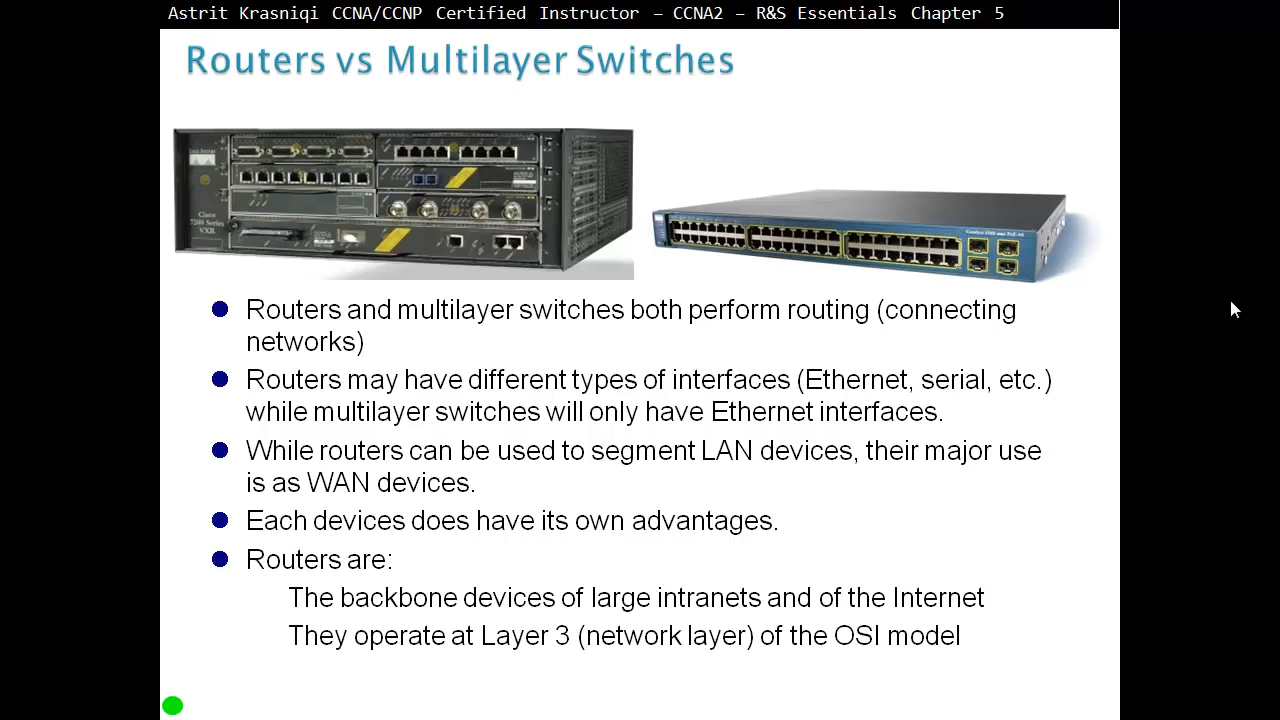 Astrit Krasniqi CCNA/CCNP Certified Instructor – CCNA2 – R&S Essentials Chapter 5
Routers vs Multilayer Switches
Cisco
7200 Series
VXR
Routers and multilayer switches both perform routing (connecting
networks)
Routers may have different types of interfaces (Ethernet, serial, etc.)
while multilayer switches will only have Ethernet interfaces.
While routers can be used to segment LAN devices, their major use
is as WAN devices.
Each devices does have its own advantages.
Routers are:
The backbone devices of large intranets and of the Internet
They operate at Layer 3 (network layer) of the OSI model